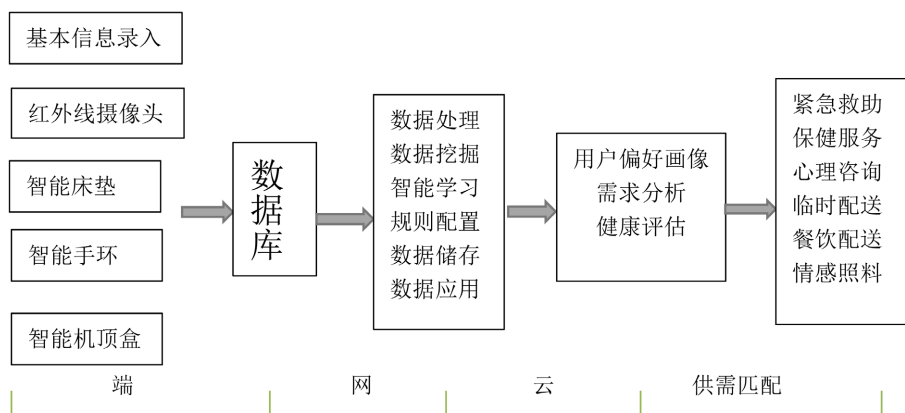 基本信息录入
红外线摄像头
智能床垫
智能手环
智能机顶盒
数据库
数据处理
数据挖掘
智能学习
规则配置
数据储存
数据应用
用户偏好画像
需求分析
健康评估
紧急救助
保健服务
心理咨询
临时配送
餐饮配送
情感照料
端
网
云
供需匹配